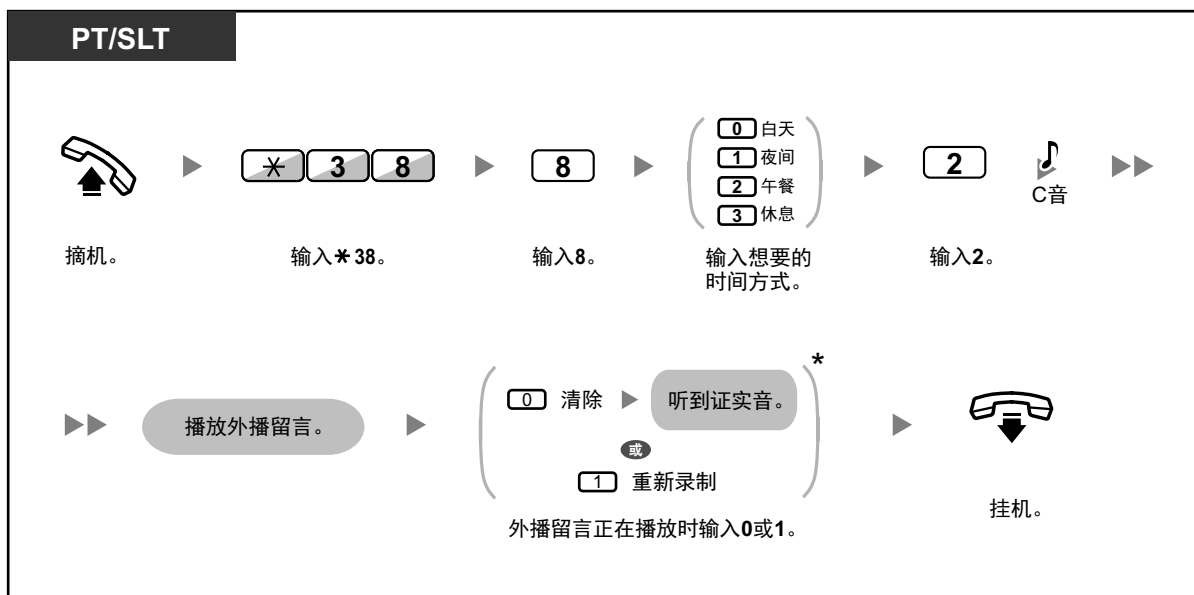 PT/SLT
✳ 3 8
8
0 白天
1 夜间
2 午餐
3 休息
2
C音
摘机。
输入✳38。
输入8。
输入想要的
时间方式。
输入2。
播放外播留言。
0 清除 听到证实音。
*
或
1 重新录制
外播留言正在播放时输入0或1。
挂机。